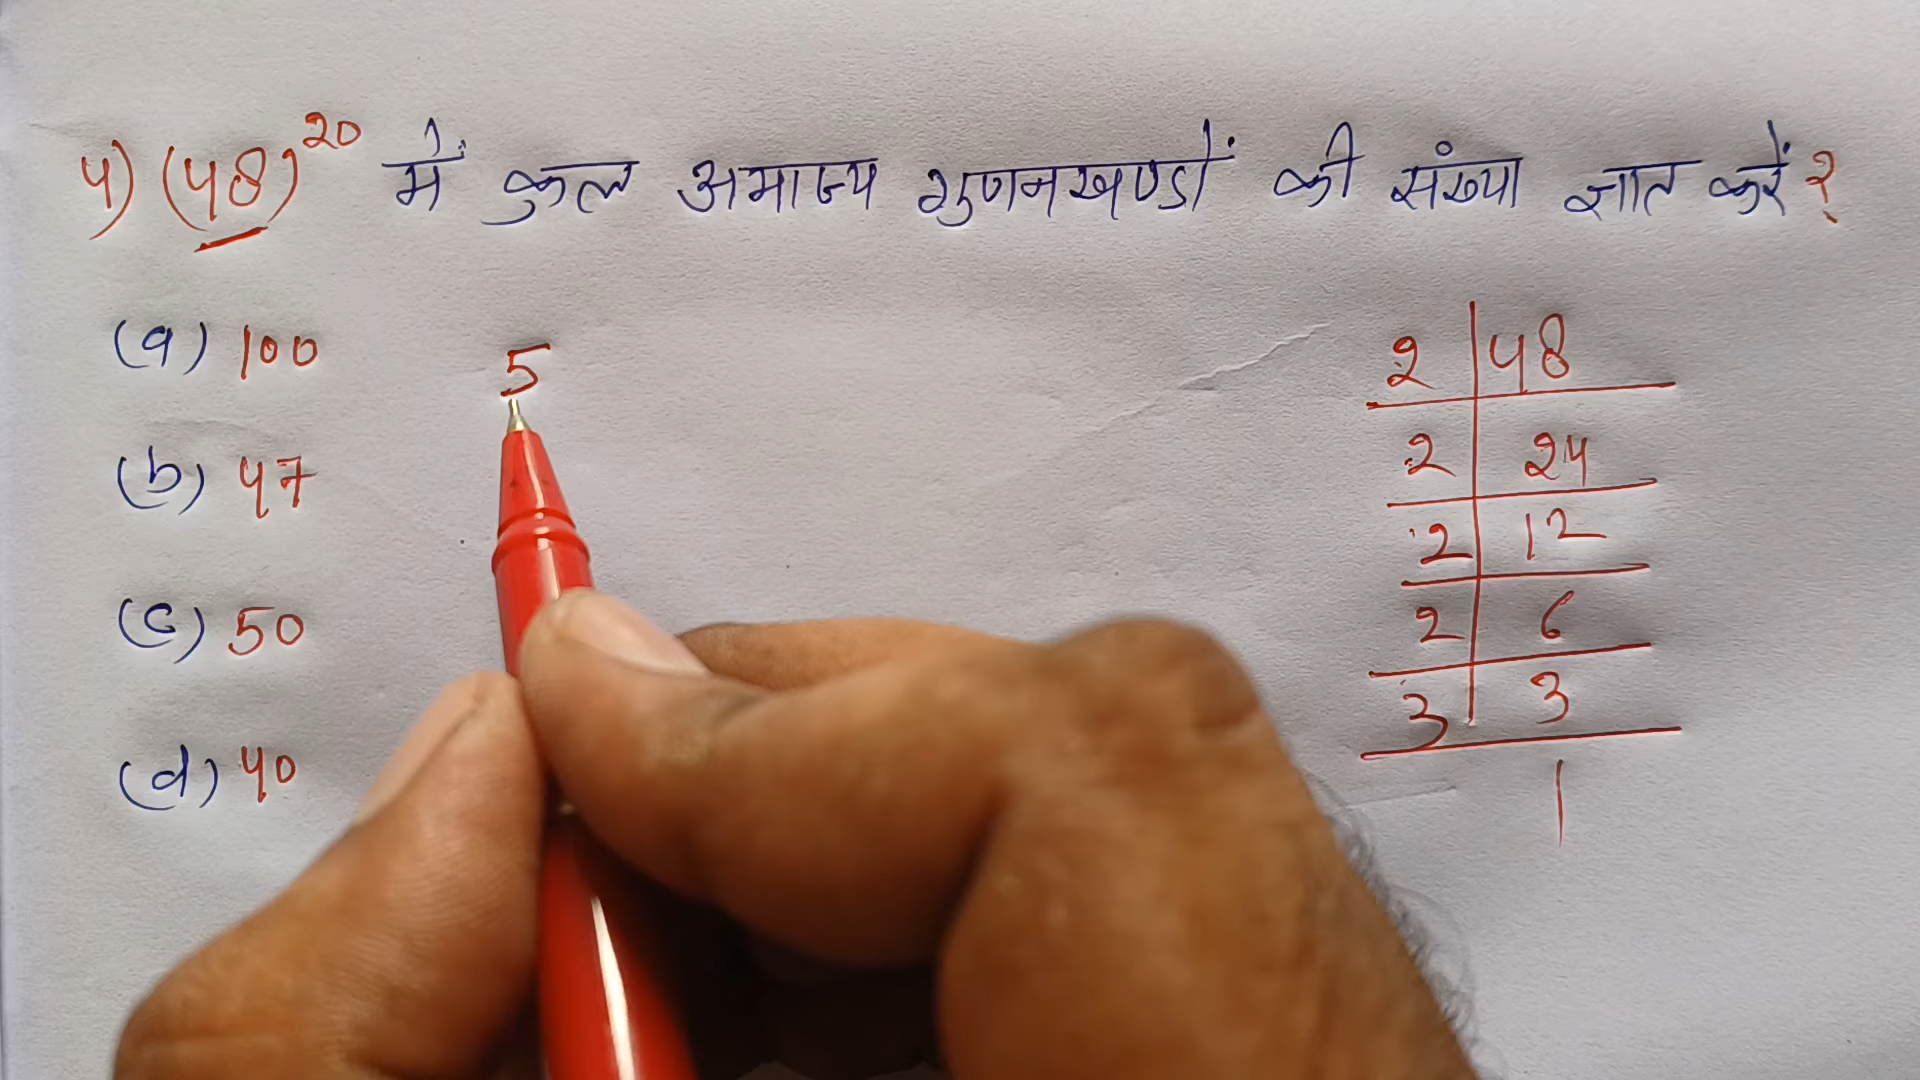 4) (48)^20 में कुल अभाज्य गुणनखण्डों की संख्या ज्ञात करें ?
(a) 100
(b) 47
(c) 50
(d) 40
5
2 | 48
2 | 24
2 | 12
2 | 6
3 | 3
1